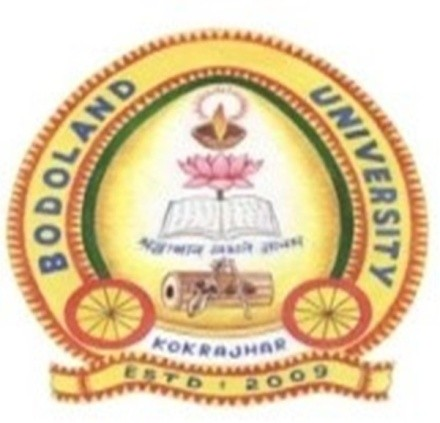 BODOLAND UNIVERSITY
KOKRAJHAR
ESTD : 2009